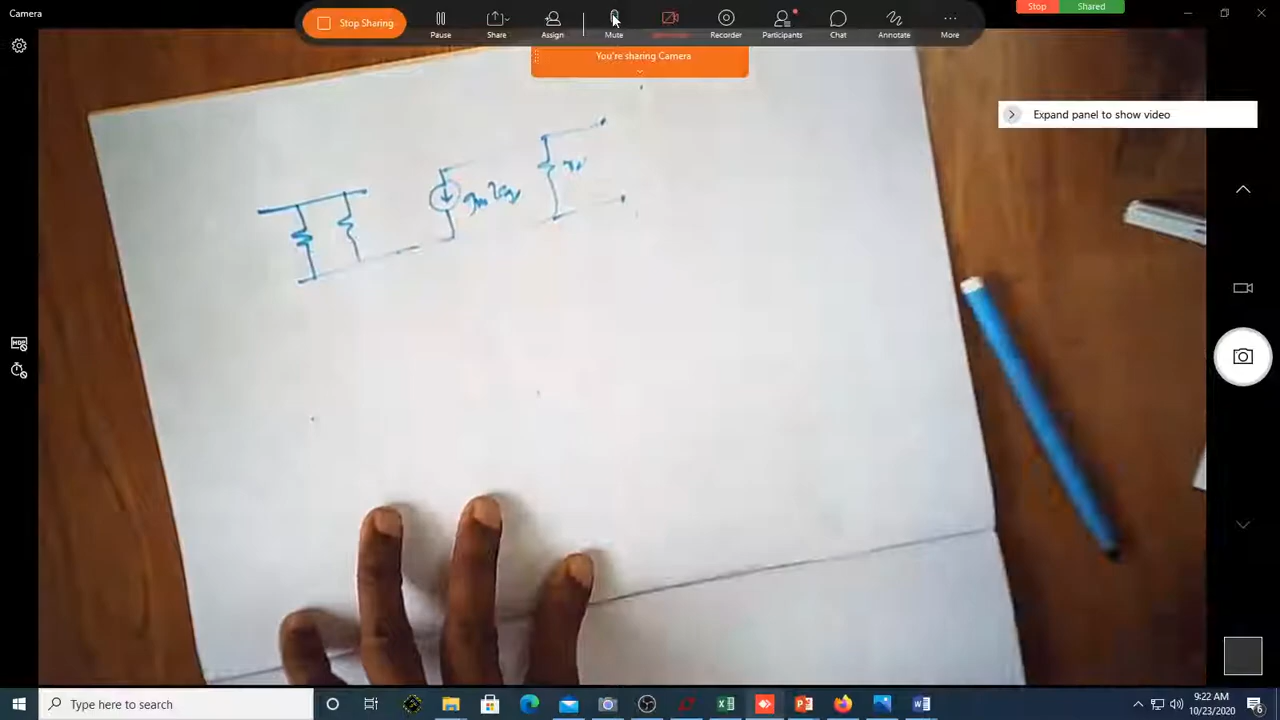 Camera
Stop Sharing
Pause
Share
Assign
Mute
Recorder
Participants
Chat
Annotate
More
Stop
Shared
You're sharing Camera
Expand panel to show video
Type here to search
9:22 AM
10/23/2020
6